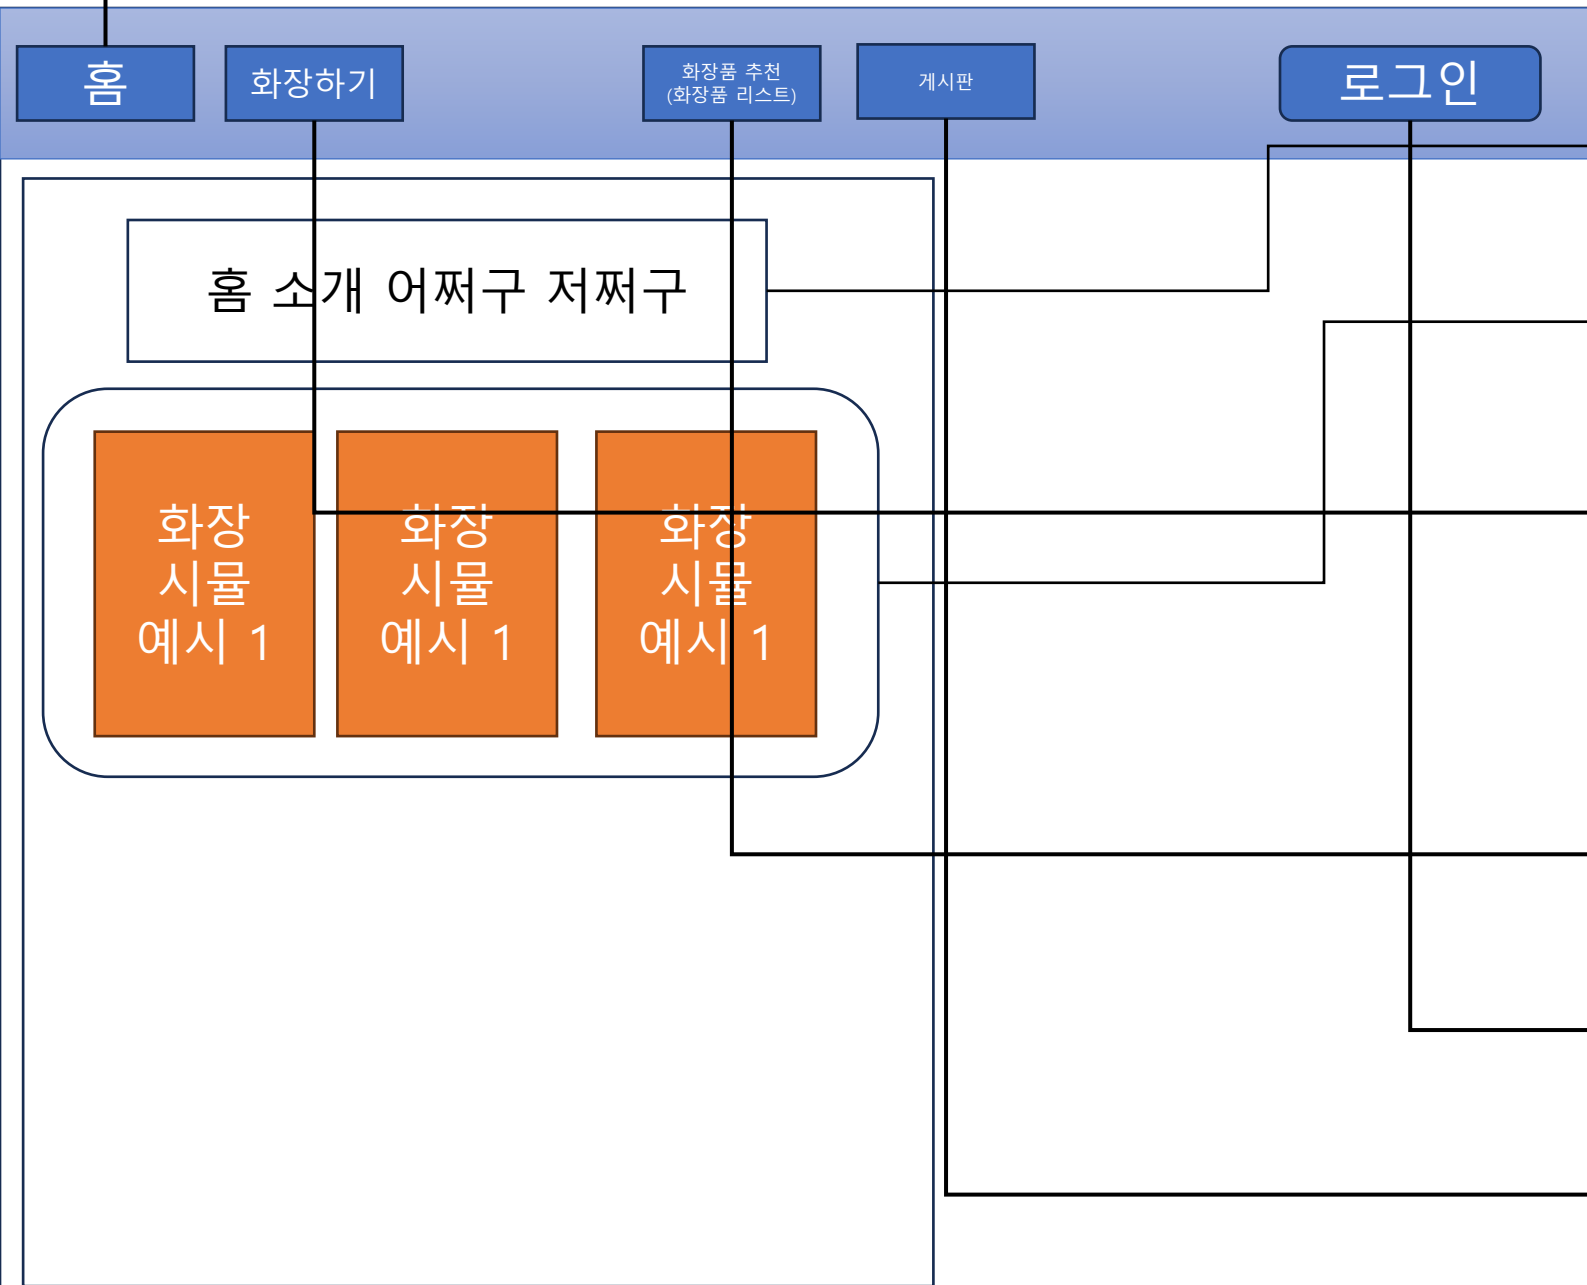 홈
화장하기
화장품 추천
(화장품 리스트)
게시판
로그인
홈 소개 어쩌구 저쩌구
화장
시뮬
예시 1
화장
시뮬
예시 1
화장
시뮬
예시 1